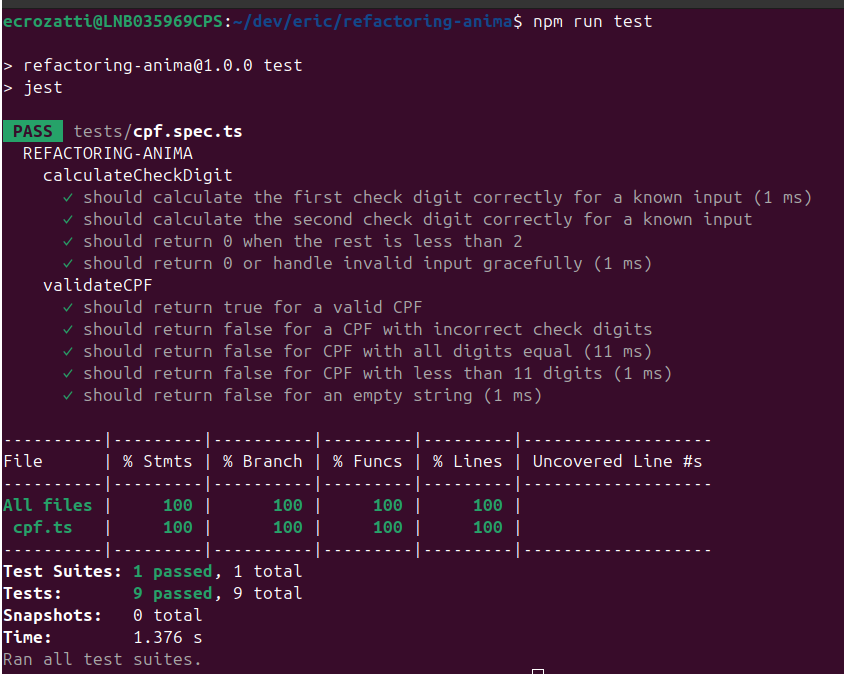 ecrozatti@LNB035969CPS:~/dev/eric/refactoring-anima$ npm run test
> refactoring-anima@1.0.0 test
> jest
PASS tests/cpf.spec.ts
REFACTORING-ANIMA
calculateCheckDigit
✓ should calculate the first check digit correctly for a known input (1 ms)
✓ should calculate the second check digit correctly for a known input
✓ should return 0 when the rest is less than 2
✓ should return 0 or handle invalid input gracefully (1 ms)
validateCPF
✓ should return true for a valid CPF
✓ should return false for a CPF with incorrect check digits
✓ should return false for CPF with all digits equal (11 ms)
✓ should return false for CPF with less than 11 digits (1 ms)
✓ should return false for an empty string (1 ms)
----------|---------|----------|---------|---------|-------------------
File      | % Stmts | % Branch | % Funcs | % Lines | Uncovered Line #s
----------|---------|----------|---------|---------|-------------------
All files |     100 |      100 |     100 |     100 |
 cpf.ts   |     100 |      100 |     100 |     100 |
----------|---------|----------|---------|---------|-------------------
Test Suites: 1 passed, 1 total
Tests:       9 passed, 9 total
Snapshots:   0 total
Time:        1.376 s
Ran all test suites.